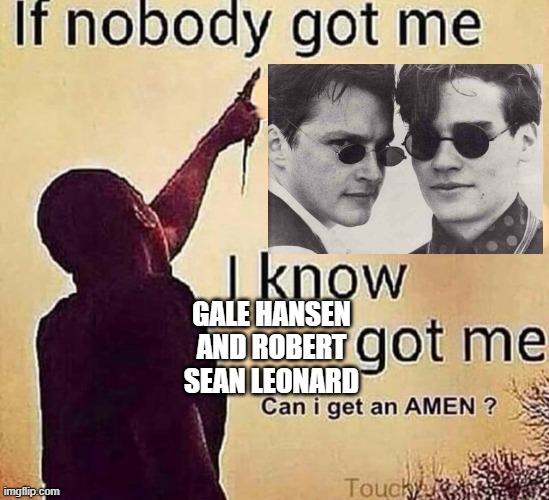 If nobody got me
I know
GALE HANSEN
AND ROBERT
SEAN LEONARD
got me
Can i get an AMEN ?
Touc
imgflip.com